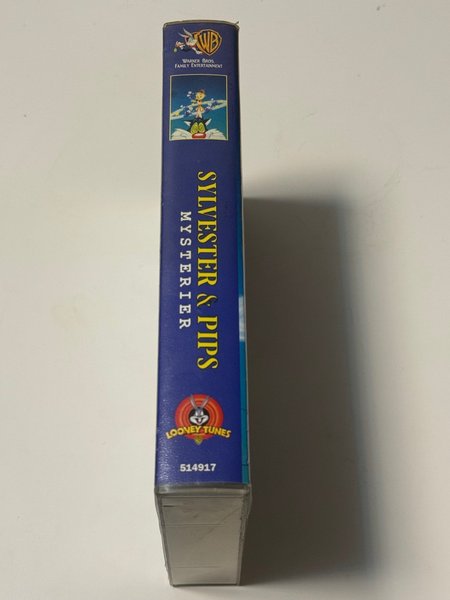 WB
WARNER BROS.
FAMILY ENTERTAINMENT
SYLVESTER & PIPS
MYSTERIER
LOONEY TUNES
514917